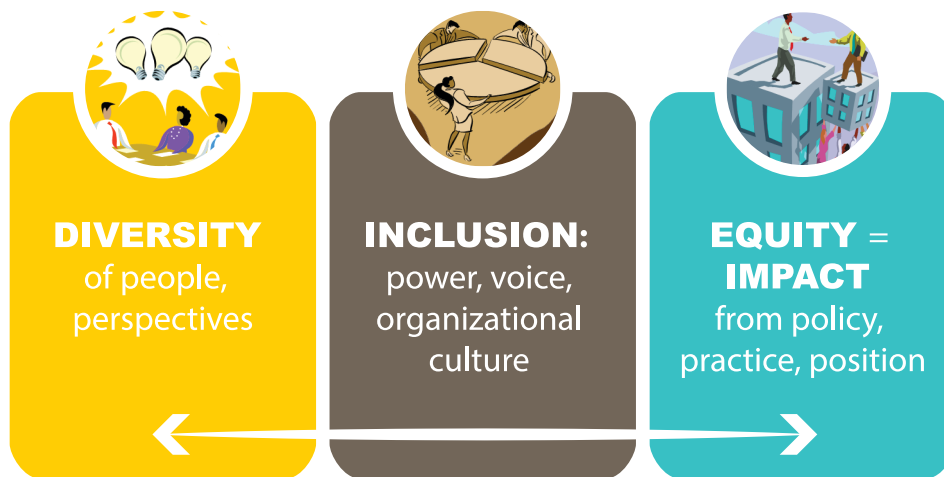 DIVERSITY
of people,
perspectives
INCLUSION:
power, voice,
organizational
culture
EQUITY =
IMPACT
from policy,
practice, position